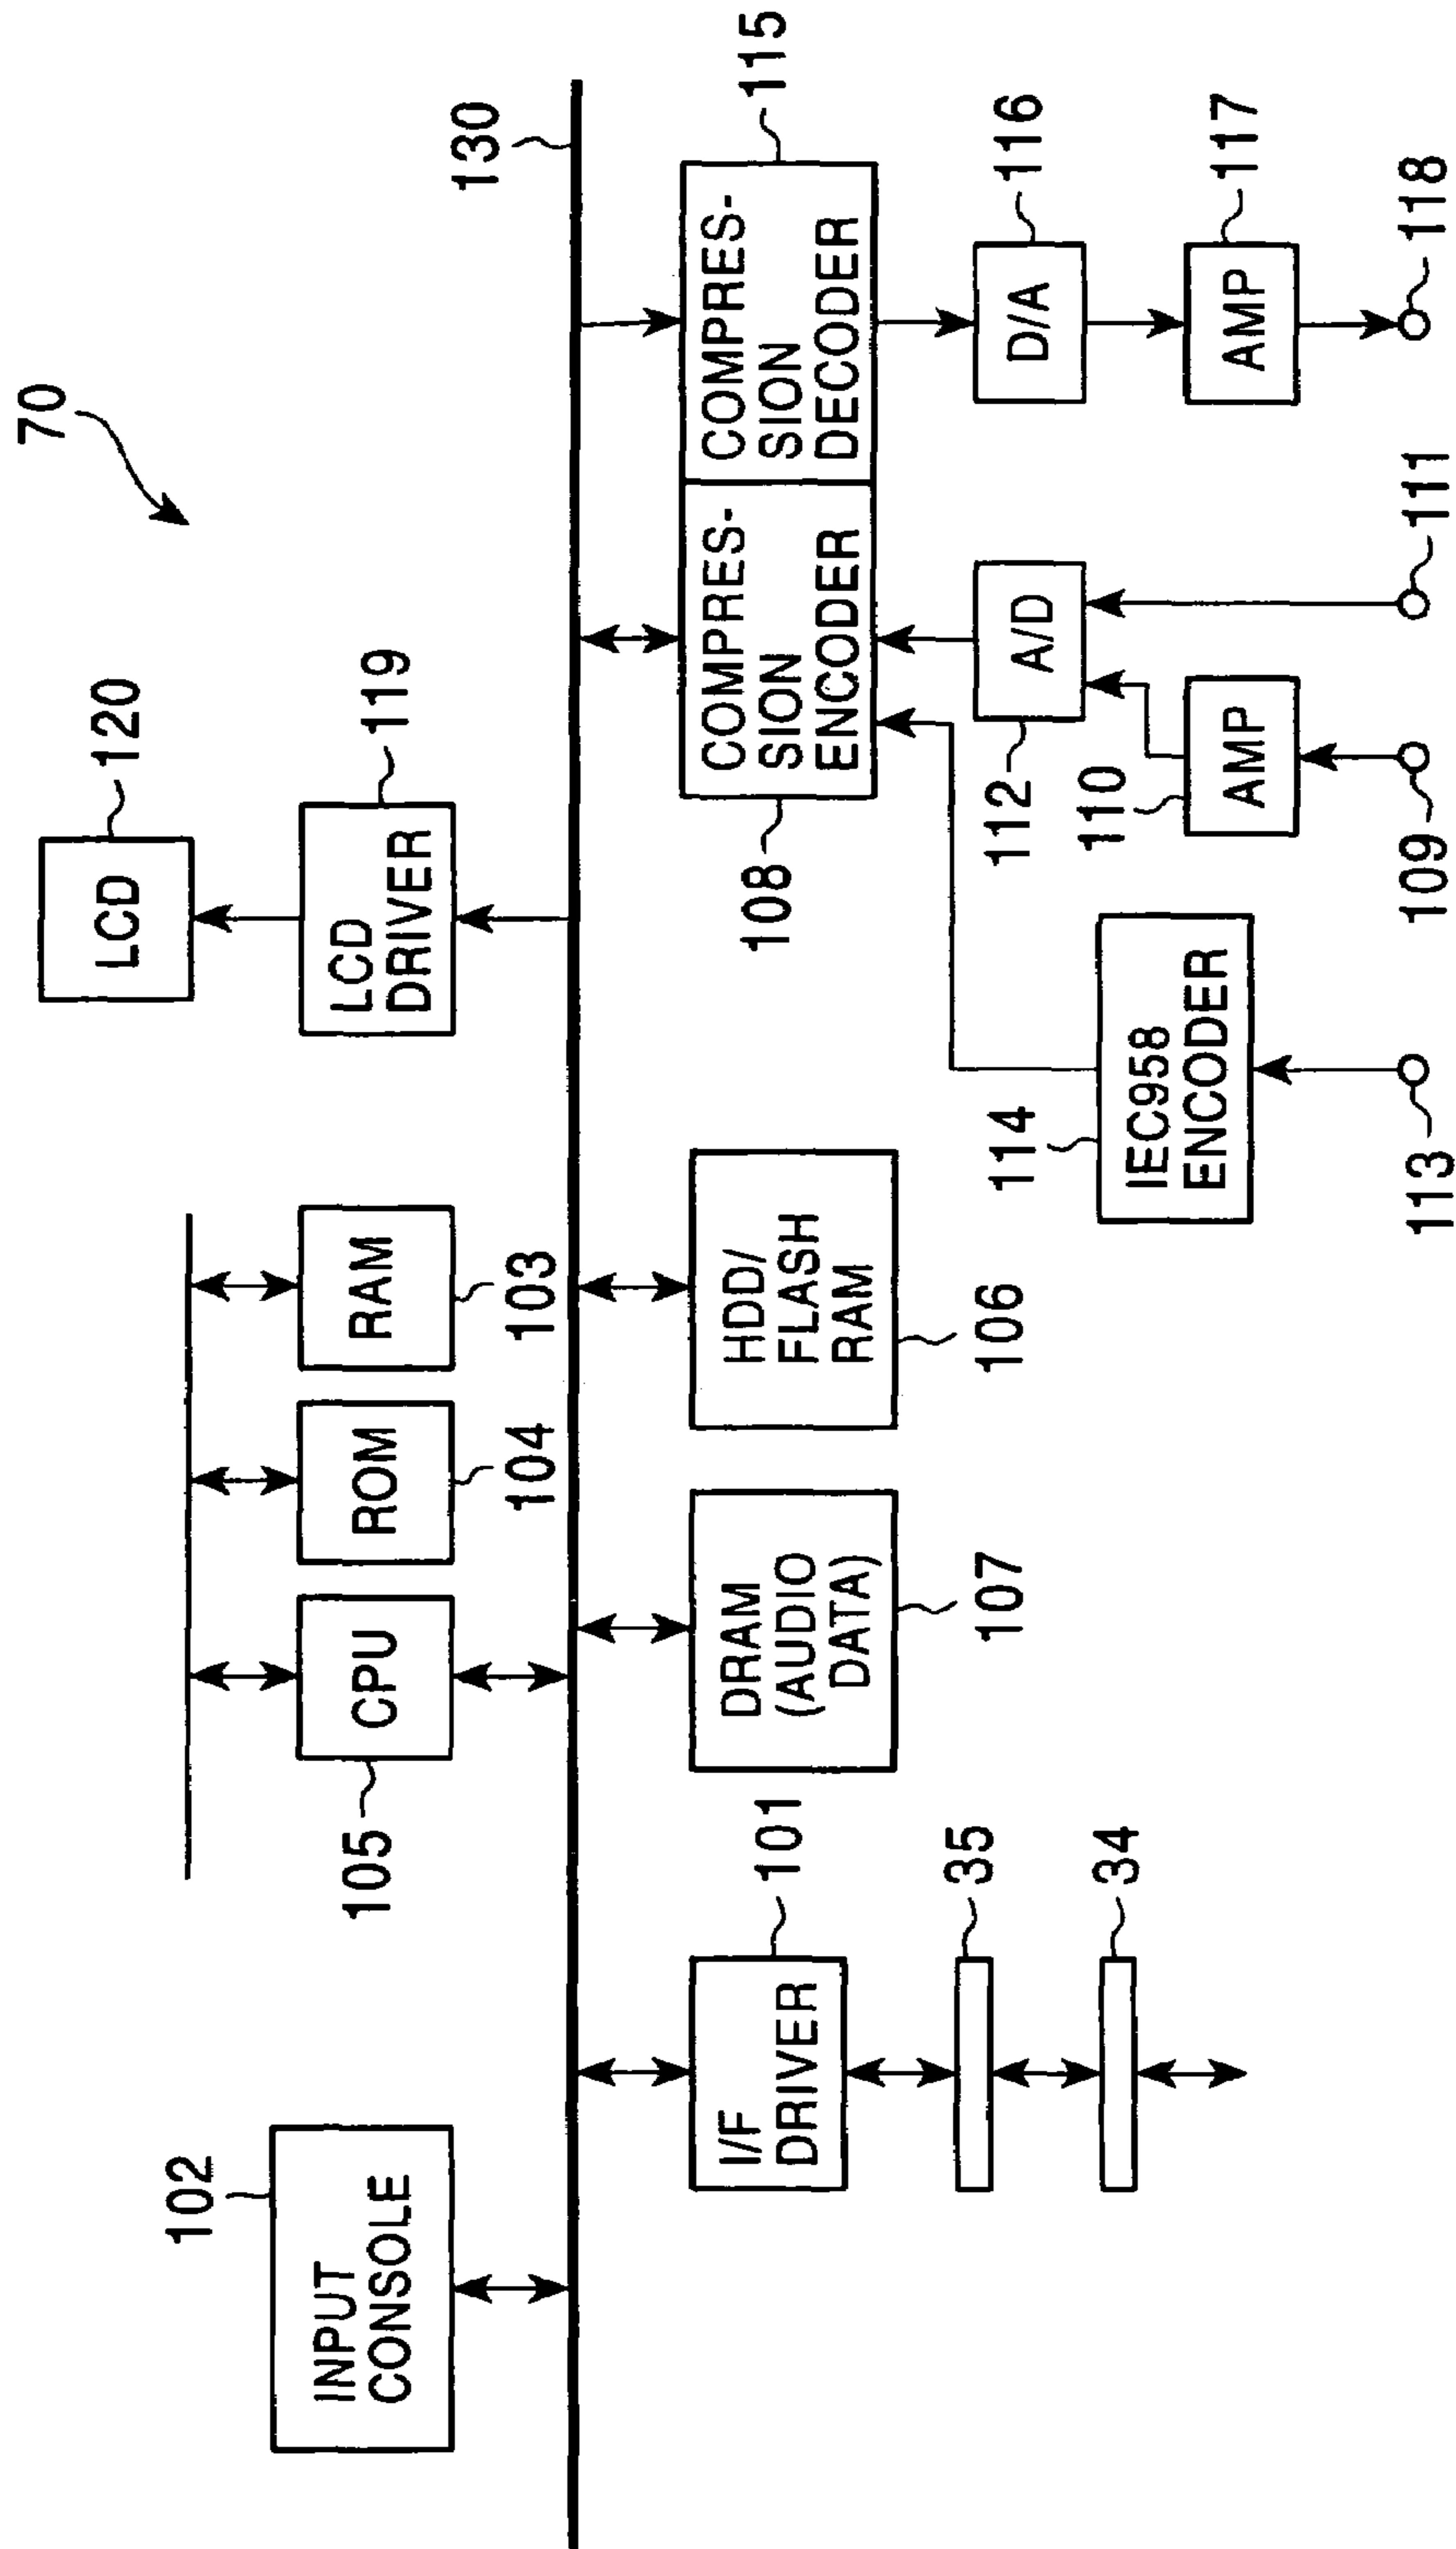 70
130
120
LCD
119
LCD
DRIVER
102
INPUT
CONSOLE
105
CPU
104
ROM
103
RAM
101
I/F
DRIVER
35
34
107
DRAM
(AUDIO
DATA)
106
HDD/
FLASH
RAM
108
COMPRES-
SION
ENCODER
115
COMPRES-
SION
DECODER
114
IEC958
ENCODER
112
A/D
110
AMP
116
D/A
117
AMP
113
109
111
118